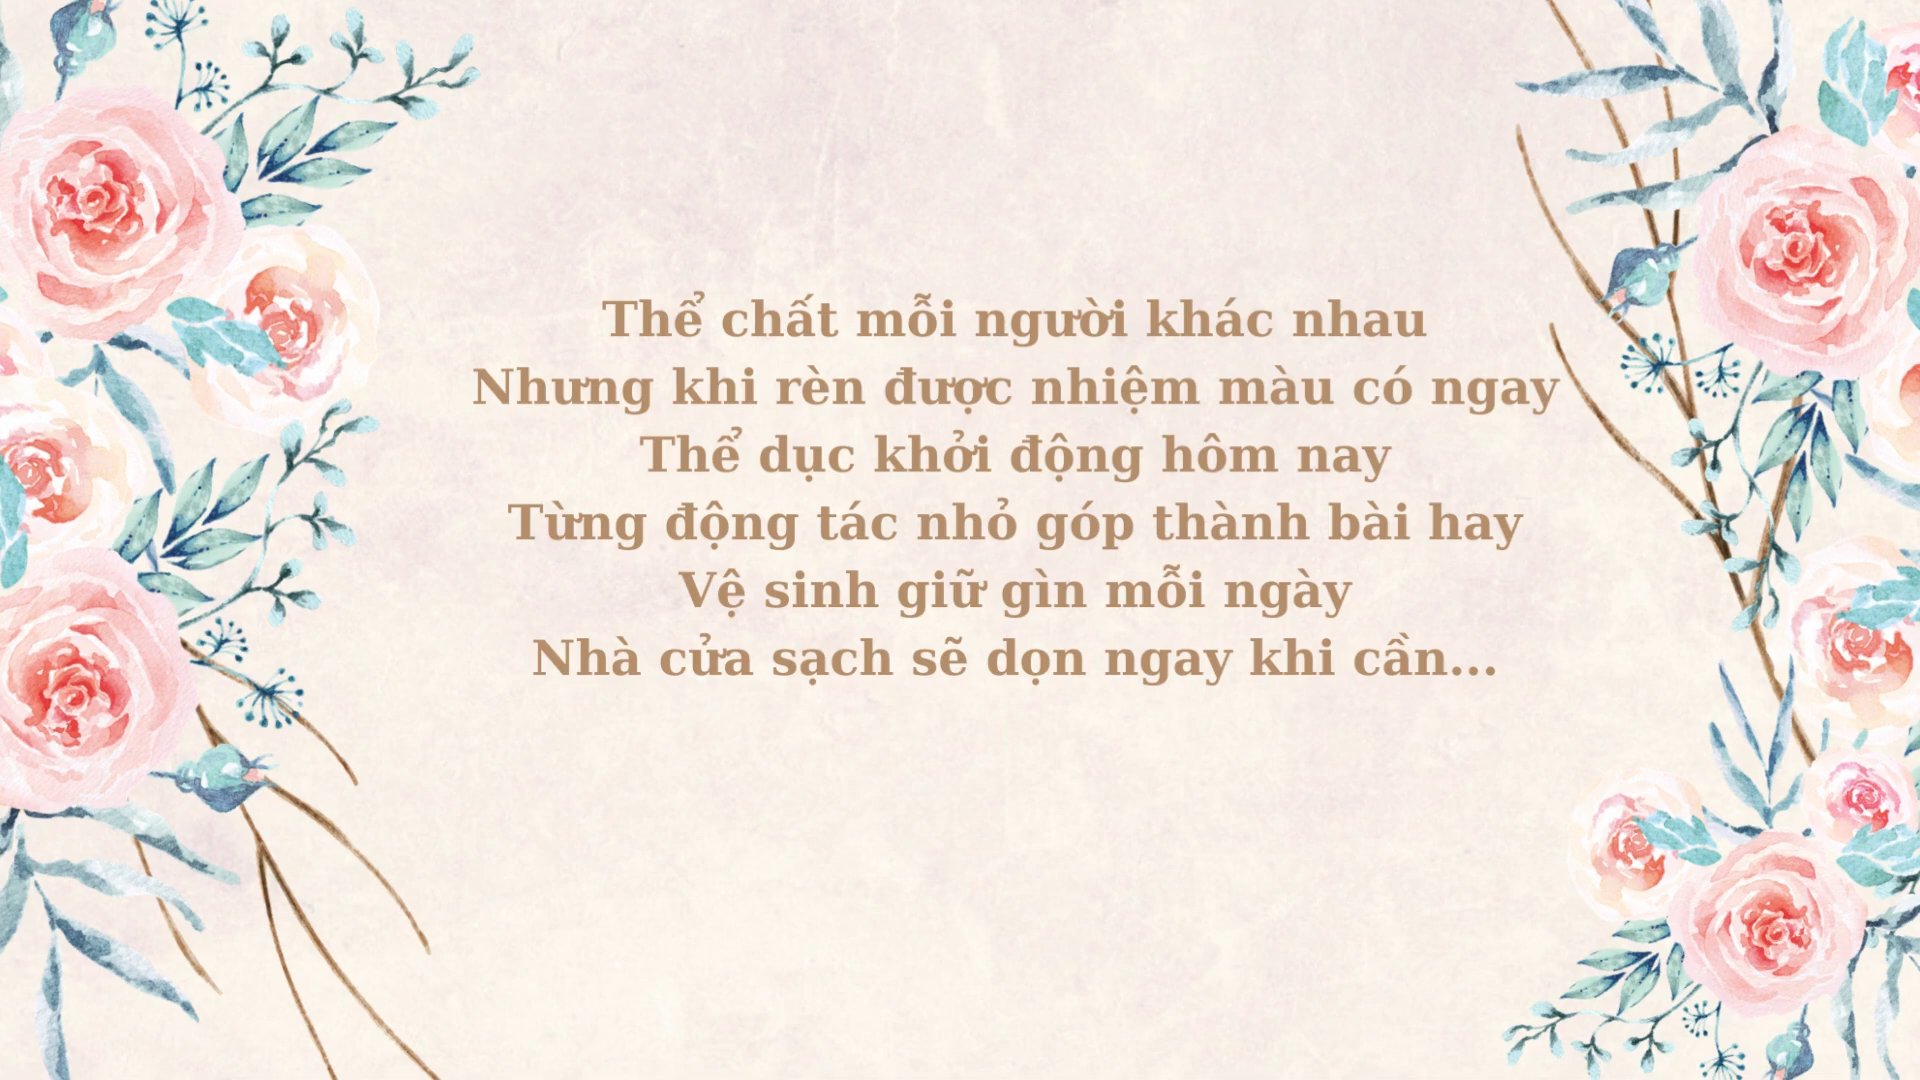 Thể chất mỗi người khác nhau
Nhưng khi rèn được nhiệm màu có ngay
Thể dục khởi động hôm nay
Từng động tác nhỏ góp thành bài hay
Vệ sinh giữ gìn mỗi ngày
Nhà cửa sạch sẽ dọn ngay khi cần...